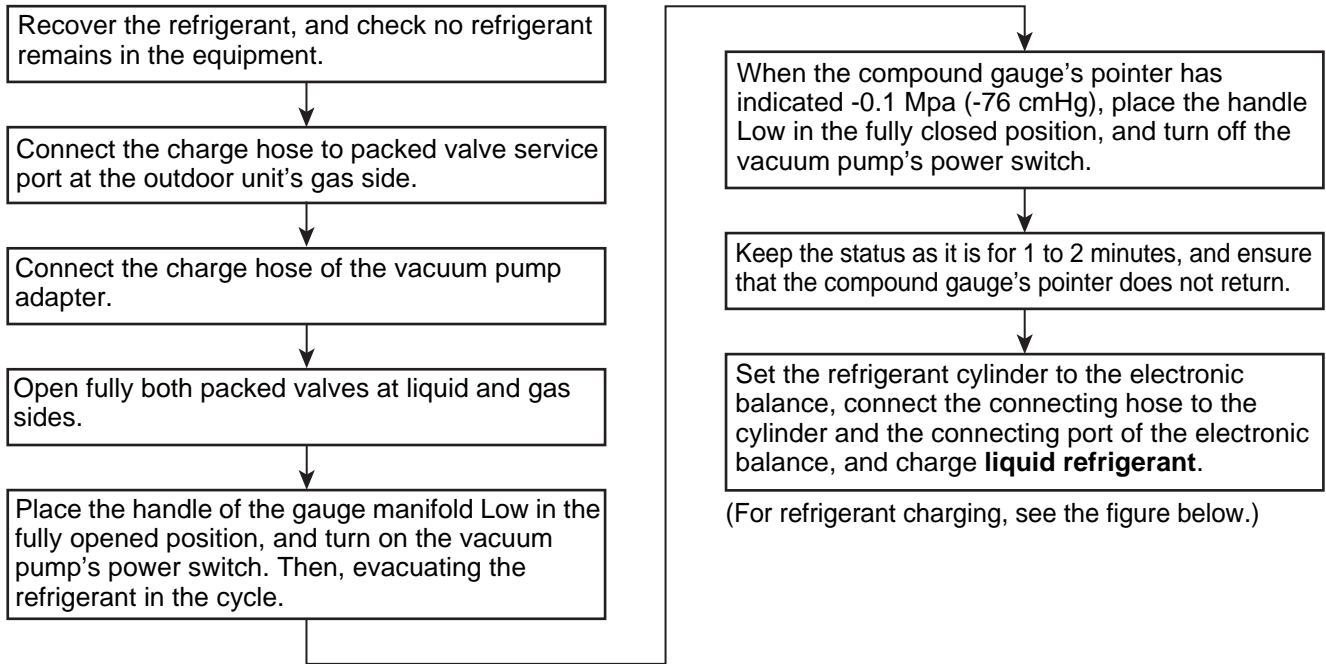 Recover the refrigerant, and check no refrigerant
remains in the equipment.
Connect the charge hose to packed valve service
port at the outdoor unit's gas side.
Connect the charge hose of the vacuum pump
adapter.
Open fully both packed valves at liquid and gas
sides.
Place the handle of the gauge manifold Low in the
fully opened position, and turn on the vacuum
pump's power switch. Then, evacuating the
refrigerant in the cycle.
When the compound gauge's pointer has
indicated -0.1 Mpa (-76 cmHg), place the handle
Low in the fully closed position, and turn off the
vacuum pump's power switch.
Keep the status as it is for 1 to 2 minutes, and ensure
that the compound gauge's pointer does not return.
Set the refrigerant cylinder to the electronic
balance, connect the connecting hose to the
cylinder and the connecting port of the electronic
balance, and charge liquid refrigerant.
(For refrigerant charging, see the figure below.)